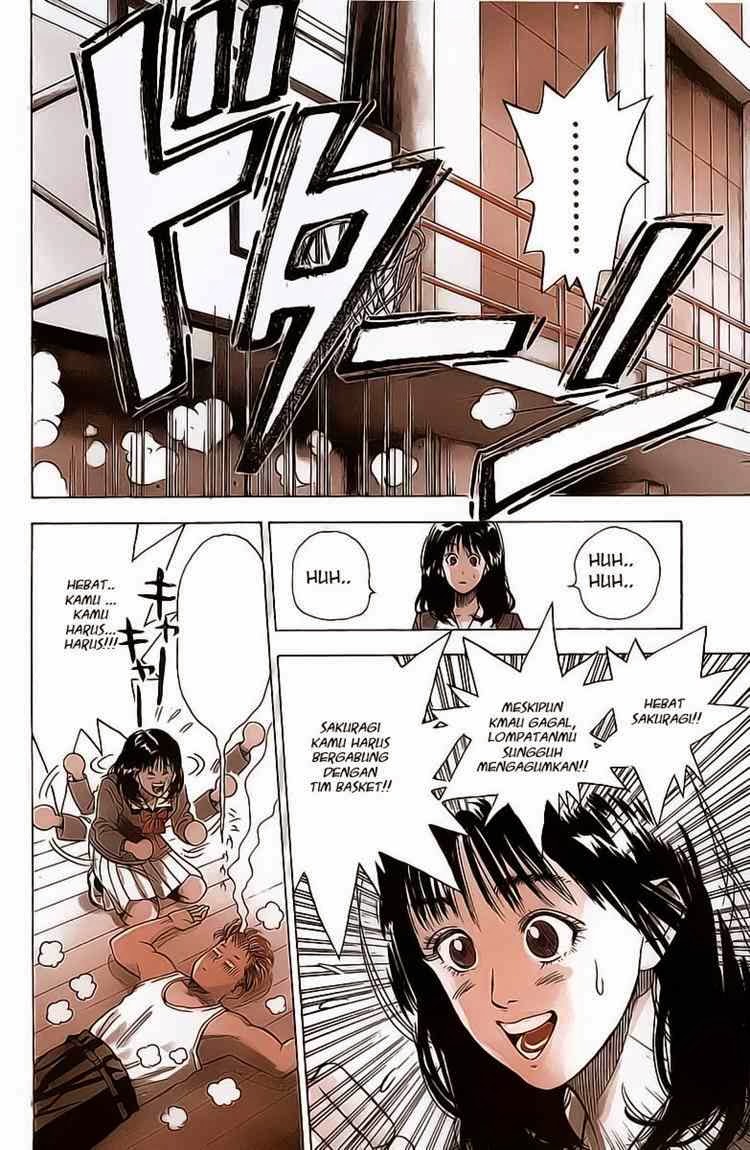 ..........
ドターン
HUH..
HUH..
HUH..
HEBAT
SAKURAGI!!
MESKIPUN
KMAU GAGAL,
LOMPATANMU
SUNGGUH
MENGAGUMKAN!!
SAKURAGI
KAMU HARUS
BERGABUNG
DENGAN
TIM BASKET!!
HEBAT..
KAMU ...
KAMU
HARUS...
HARUS!!!
キャー
キャー